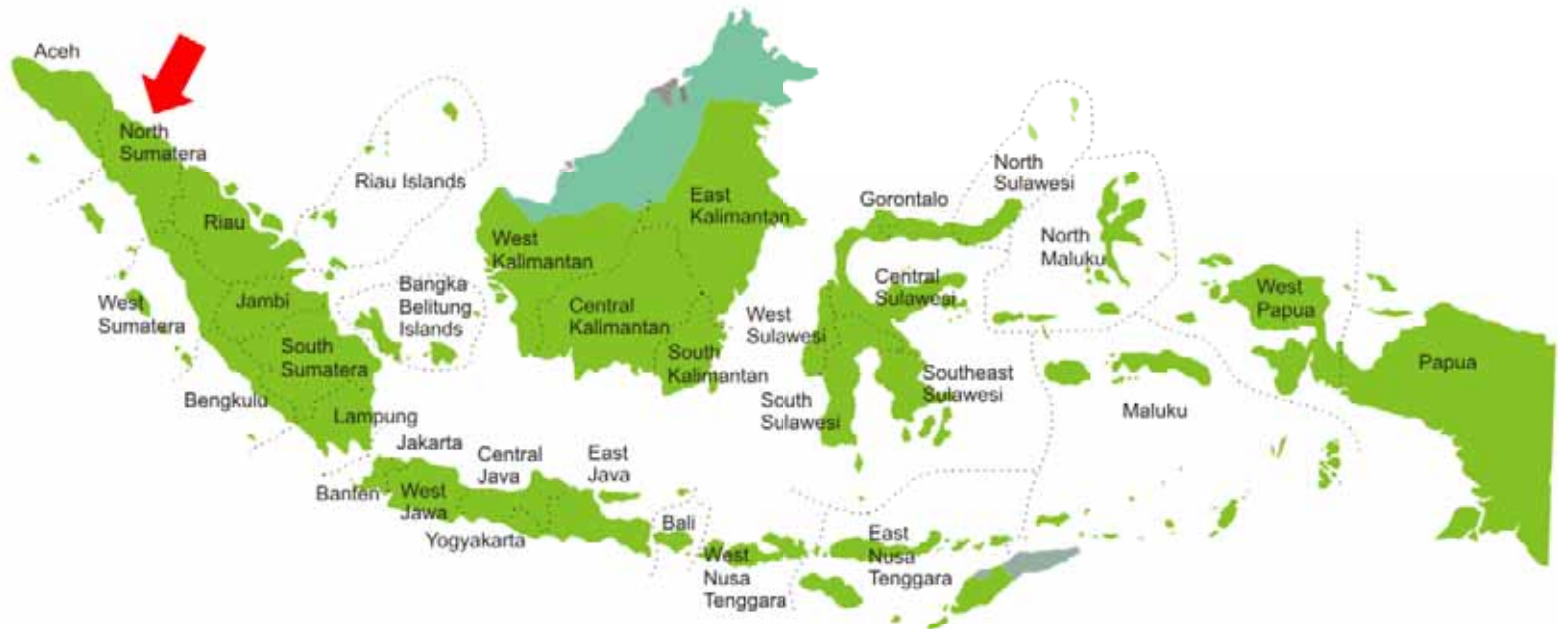 Aceh
North
Sumatera
Riau Islands
Riau
West
Sumatera
Jambi
Bangka
Belitung
Islands
South
Sumatera
Bengkulu
Lampung
Jakarta
Banten
West
Jawa
Central
Java
Yogyakarta
East
Java
Bali
West
Nusa
Tenggara
East
Nusa
Tenggara
West
Kalimantan
Central
Kalimantan
East
Kalimantan
South
Kalimantan
Gorontalo
North
Sulawesi
Central
Sulawesi
West
Sulawesi
South
Sulawesi
Southeast
Sulawesi
North
Maluku
Maluku
West
Papua
Papua